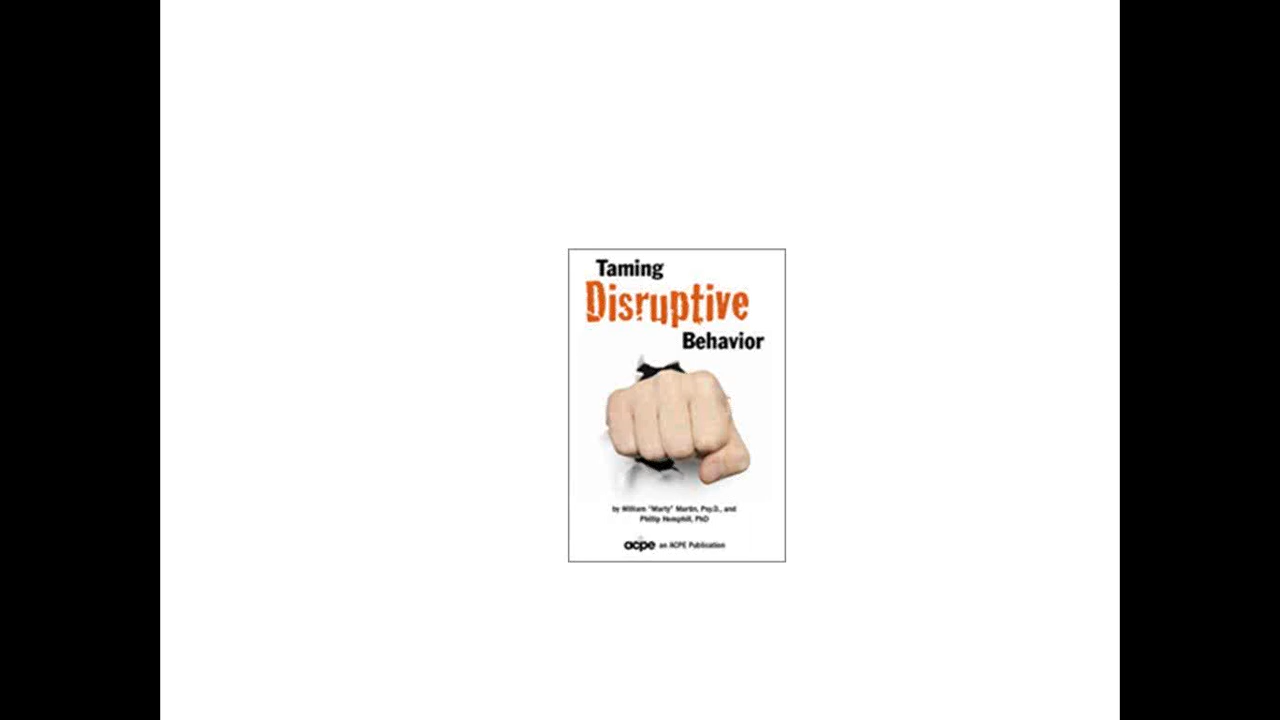 Taming
Disruptive
Behavior
by William "Marty" Martin, Psy.D., and
Phillip Hemphill, PhD
acpe an ACPE Publication